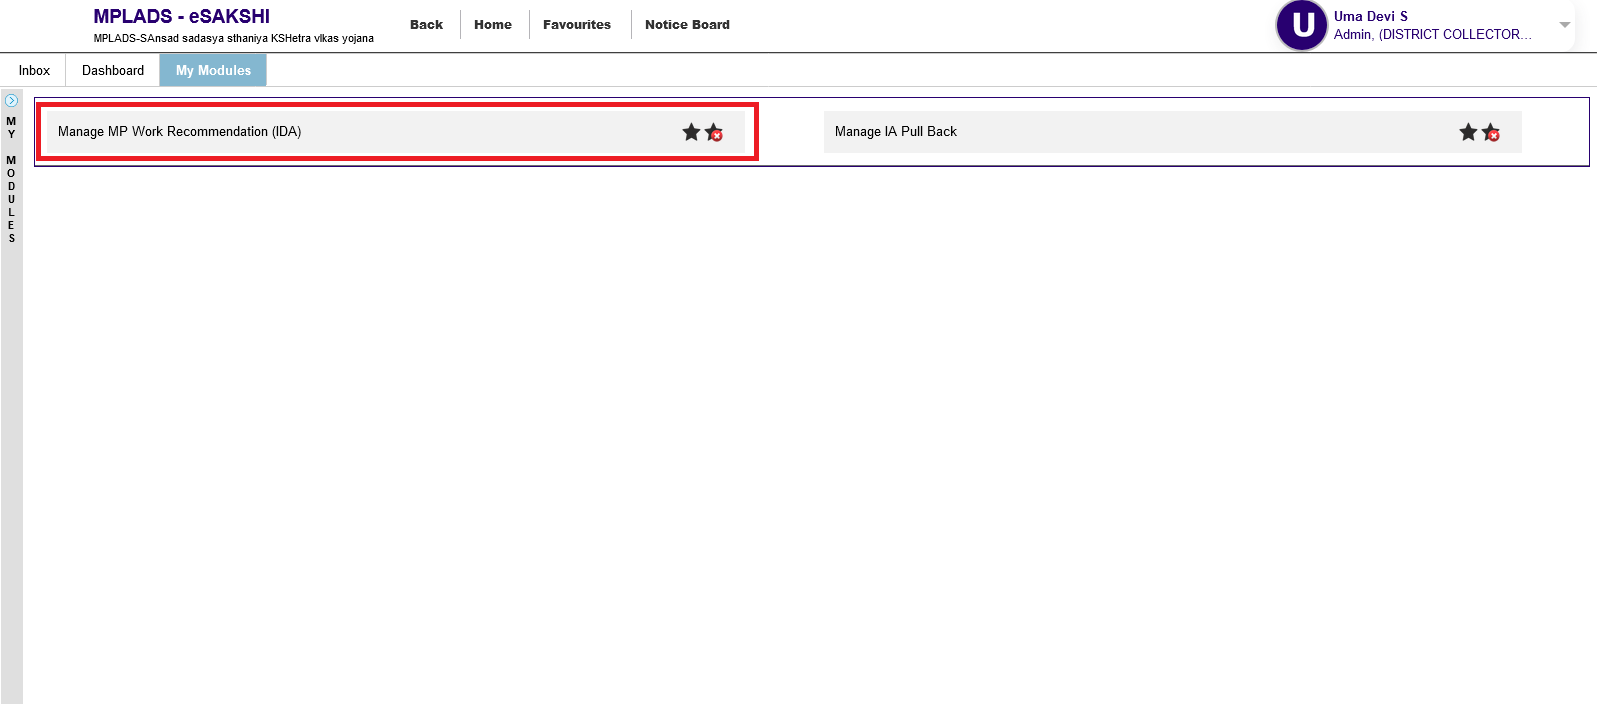 MPLADS - eSAKSHI
MPLADS-SAnsad sadasya sthaniya KSHetra vIkas yojana
Back
Home
Favourites
Notice Board
U
Uma Devi S
Admin, (DISTRICT COLLECTOR...
Inbox
Dashboard
My Modules
MY MODULES
Manage MP Work Recommendation (IDA)
Manage IA Pull Back